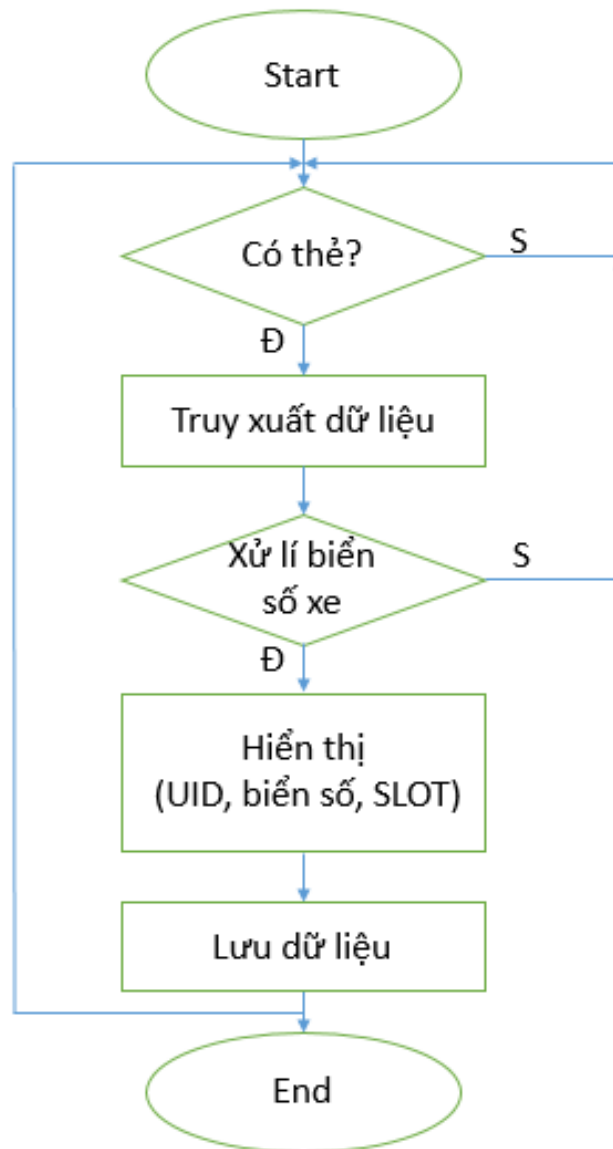 Start
Có thẻ?
S
Đ
Truy xuất dữ liệu
Xử lí biển
số xe
S
Đ
Hiển thị
(UID, biển số, SLOT)
Lưu dữ liệu
End